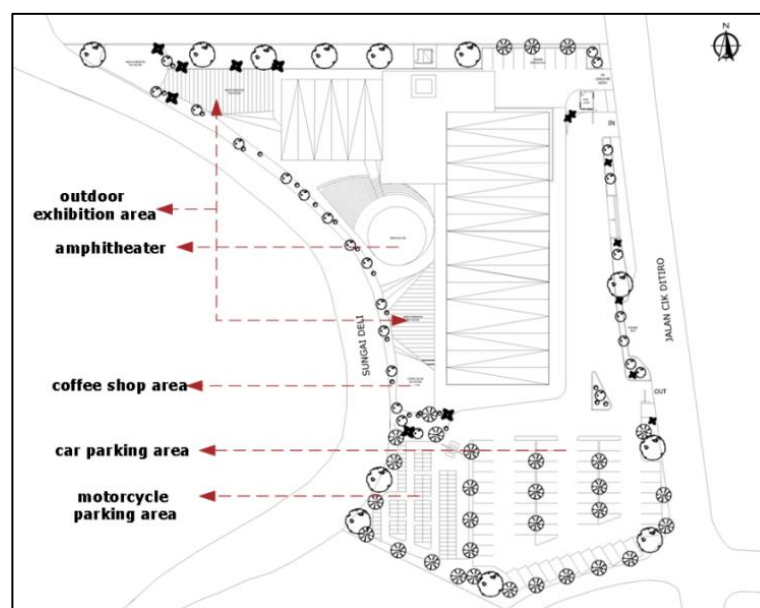 N
IN
outdoor
exhibition area
amphitheater
SUNGAI DELI
JALAN CIK DITIRO
coffee shop area
OUT
car parking area
motorcycle
parking area